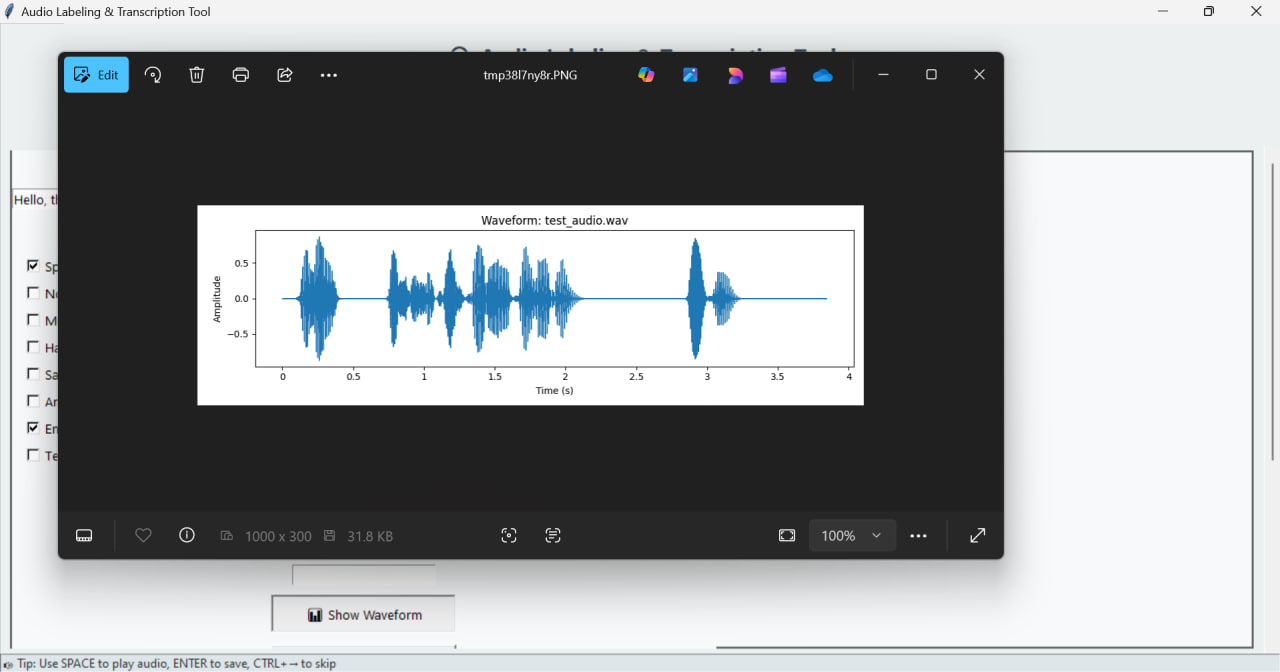 Audio Labeling & Transcription Tool
Edit
tmp38l7ny8r.PNG
Hello,
Waveform: test_audio.wav
Amplitude
0.5
0.0
−0.5
0 0.5 1 1.5 2 2.5 3 3.5 4
Time (s)
Sp
No
M
Ha
Sa
Ar
En
Te
1000 x 300 31.8 KB
100%
Show Waveform
Tip: Use SPACE to play audio, ENTER to save, CTRL+→ to skip